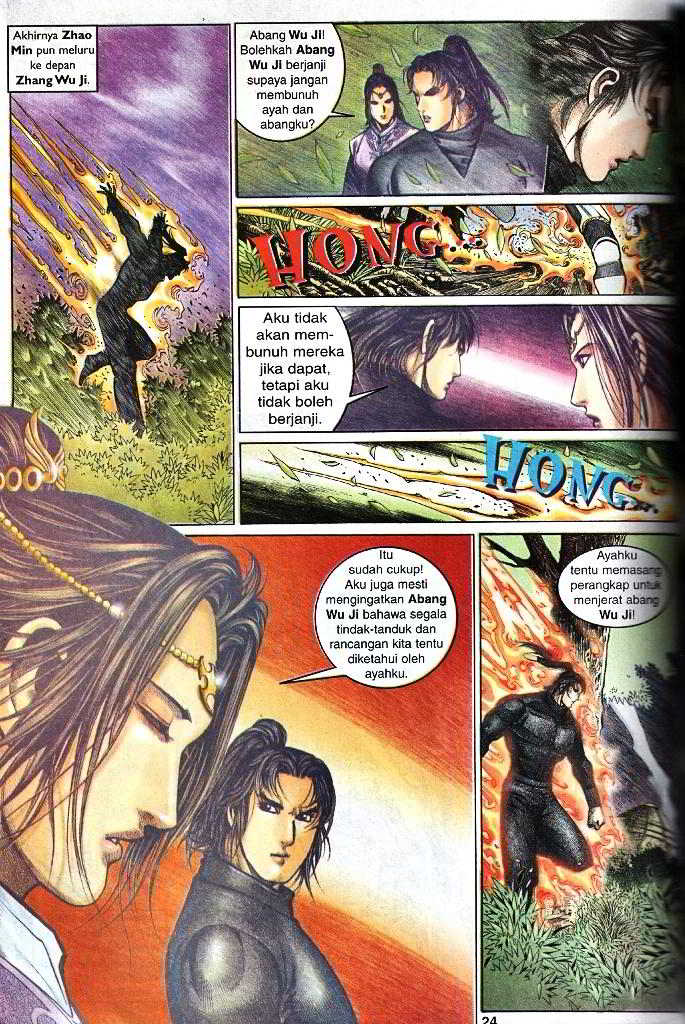 Akhirnya Zhao
Min pun meluru
ke depan
Zhang Wu Ji.
Abang Wu Ji!
Bolehkah Abang
Wu Ji berjanji
supaya jangan
membunuh
ayah dan
abangku?
HONG...
Aku tidak
akan mem-
bunuh mereka
jika dapat,
tetapi aku
tidak boleh
berjanji.
HONG...
Itu
sudah cukup!
Aku juga mesti
mengingatkan Abang
Wu Ji bahawa segala
tindak-tanduk dan
rancangan kita tentu
diketahui oleh
ayahku.
Ayahku
tentu memasang
perangkap untuk
menjerat abang
Wu Ji!
24